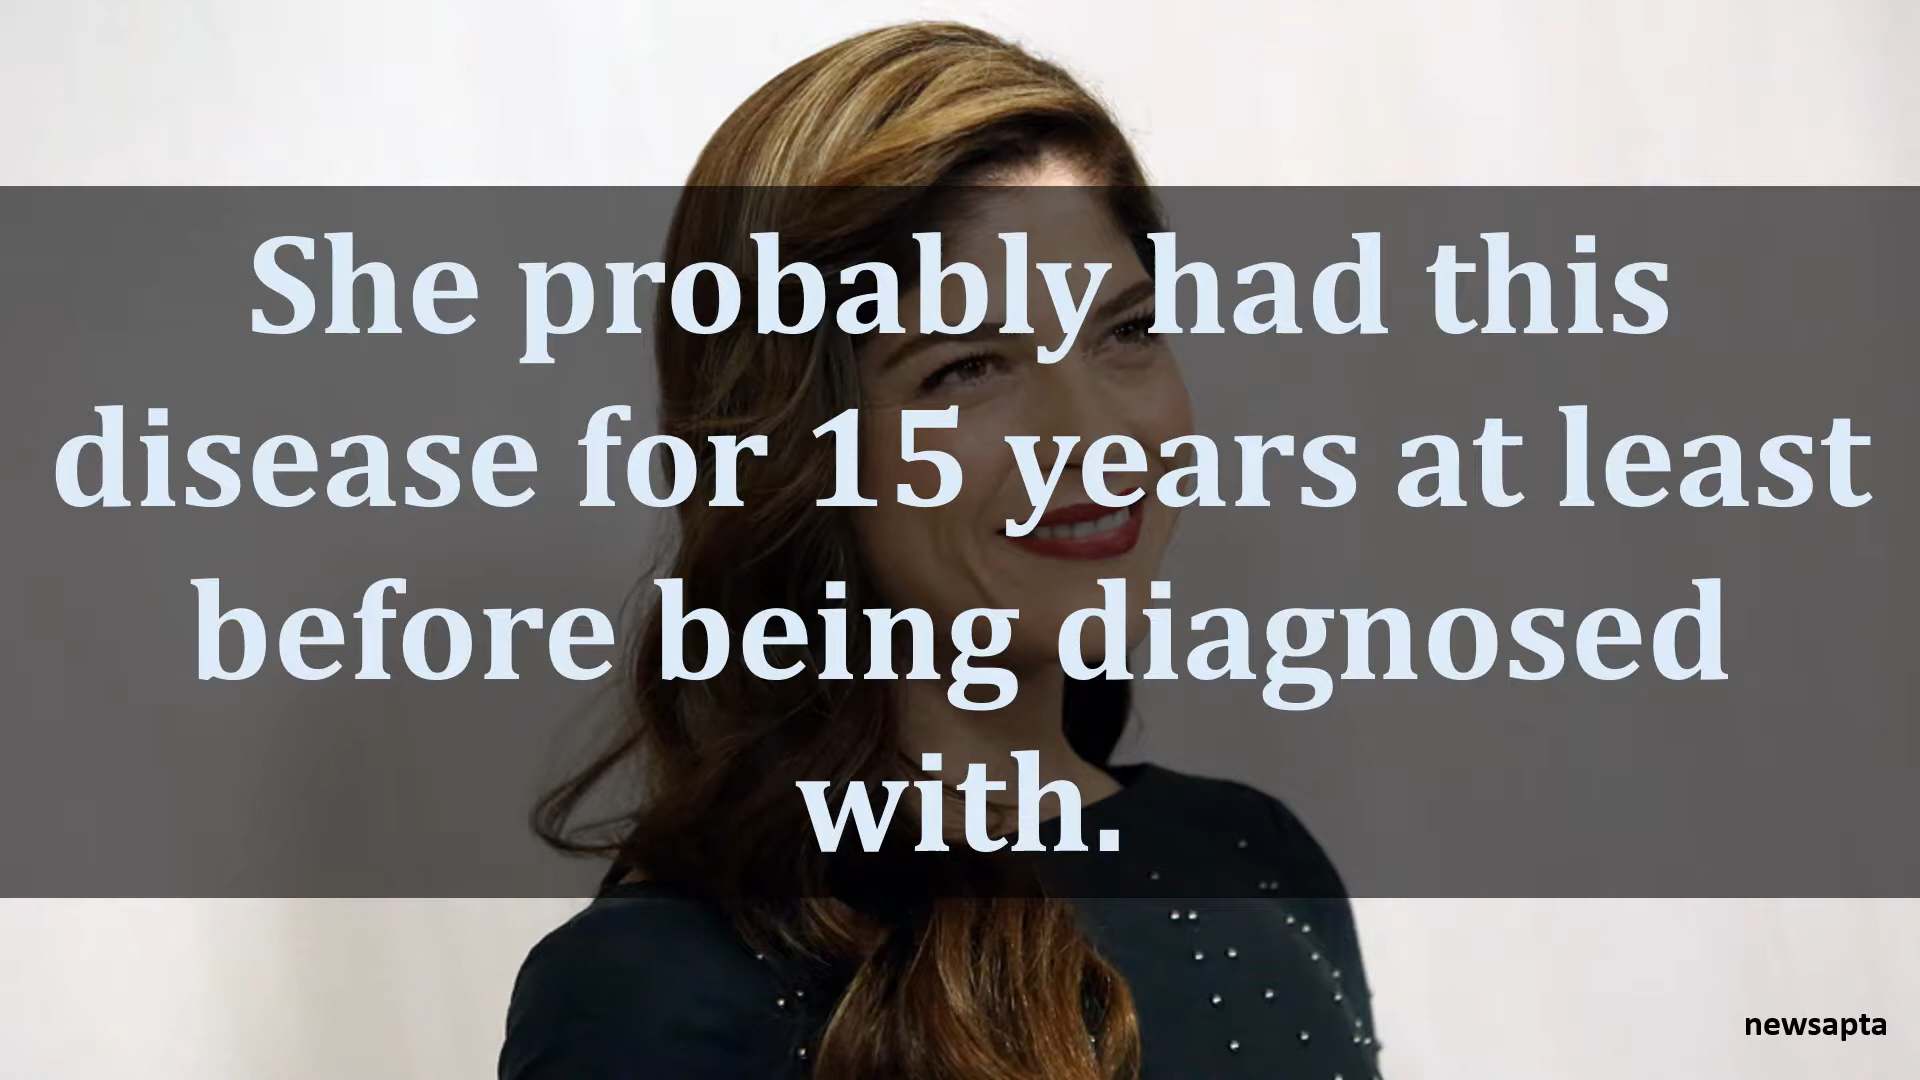 She probably had this
disease for 15 years at least
before being diagnosed
with.
newsapta